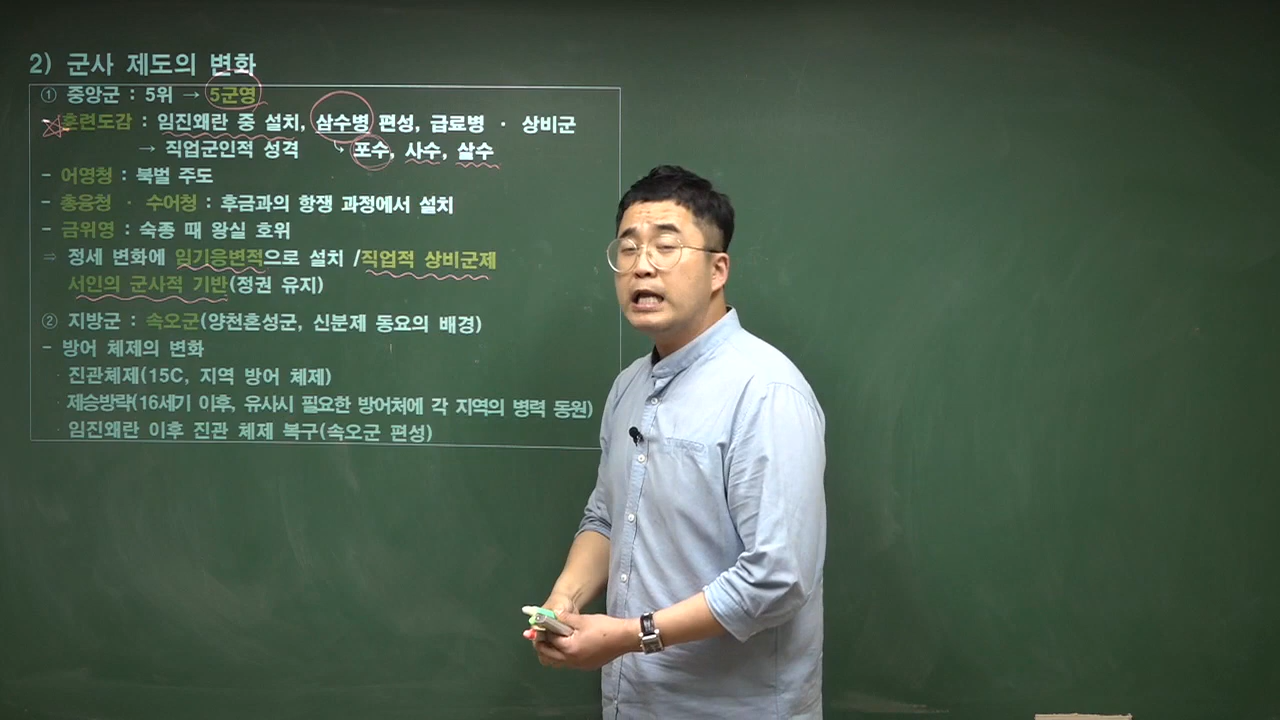 2) 군사 제도의 변화
① 중앙군 : 5위 → 5군영
훈련도감 : 임진왜란 중 설치, 삼수병 편성, 급료병 · 상비군
→ 직업군인적 성격 ↳ 포수, 사수, 살수
- 어영청 : 북벌 주도
- 총융청 · 수어청 : 후금과의 항쟁 과정에서 설치
- 금위영 : 숙종 때 왕실 호위
⇒ 정세 변화에 임기응변적으로 설치 /직업적 상비군제
서인의 군사적 기반(정권 유지)
② 지방군 : 속오군(양천혼성군, 신분제 동요의 배경)
- 방어 체제의 변화
· 진관체제(15C, 지역 방어 체제)
· 제승방략(16세기 이후, 유사시 필요한 방어처에 각 지역의 병력 동원)
· 임진왜란 이후 진관 체제 복구(속오군 편성)